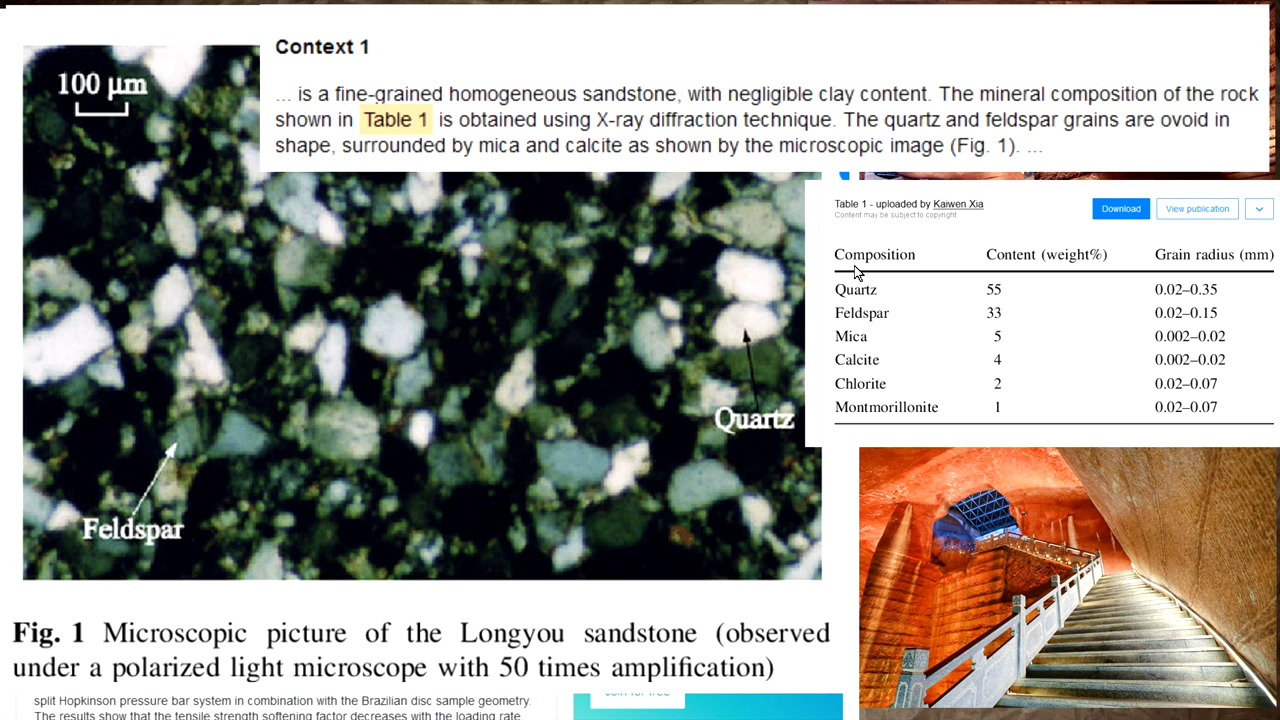 Context 1
... is a fine-grained homogeneous sandstone, with negligible clay content. The mineral composition of the rock
shown in Table 1 is obtained using X-ray diffraction technique. The quartz and feldspar grains are ovoid in
shape, surrounded by mica and calcite as shown by the microscopic image (Fig. 1). ...
100 µm
Quartz
Feldspar
Fig. 1 Microscopic picture of the Longyou sandstone (observed
under a polarized light microscope with 50 times amplification)
split Hopkinson pressure bar system in combination with the Brazilian disc sample geometry.
The results show that the tensile strength softening factor decreases with the loading rate
Join for free
Table 1 - uploaded by Kaiwen Xia
Content may be subject to copyright
Download
View publication
Composition Content (weight%) Grain radius (mm)
Quartz 55 0.02–0.35
Feldspar 33 0.02–0.15
Mica 5 0.002–0.02
Calcite 4 0.002–0.02
Chlorite 2 0.02–0.07
Montmorillonite 1 0.02–0.07